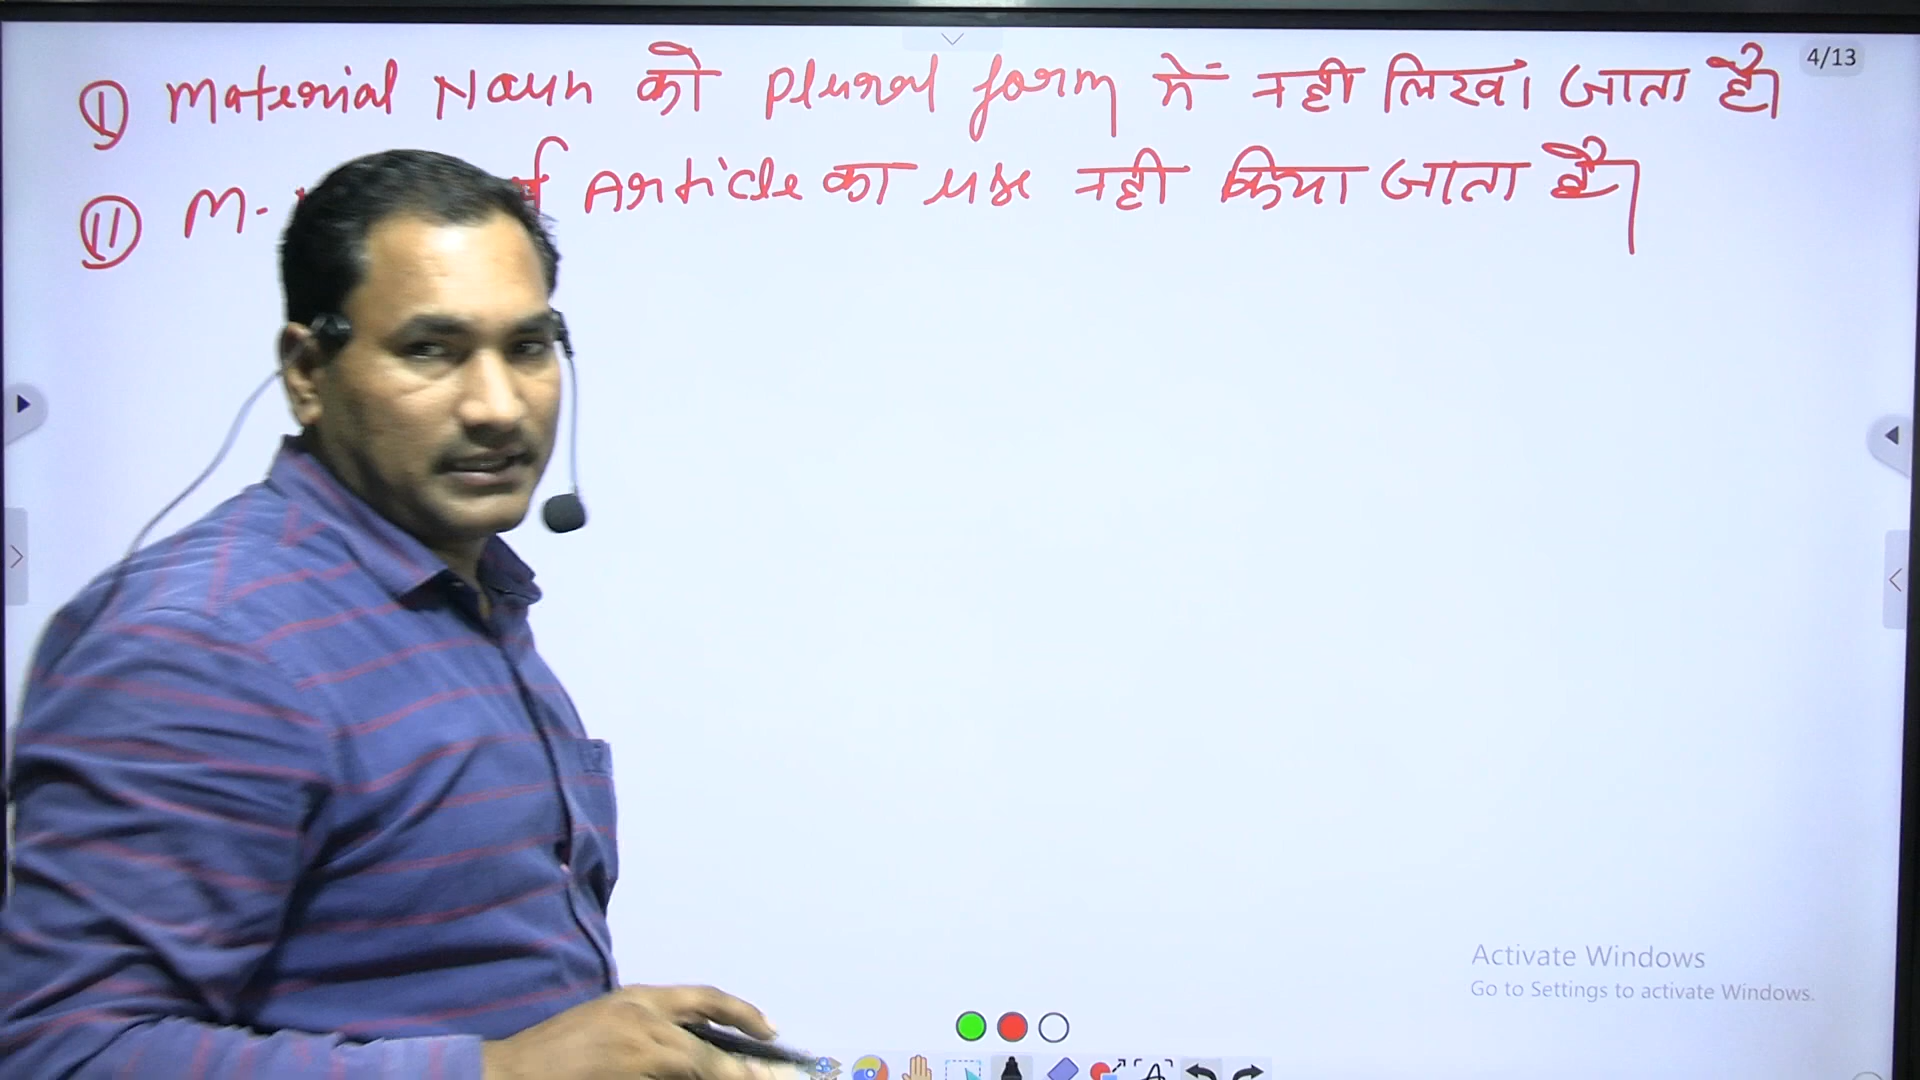 4/13
① Material Noun को plural form में नही लिखा जाता है।
② M. Article का use नही किया जाता है।
Activate Windows
Go to Settings to activate Windows.